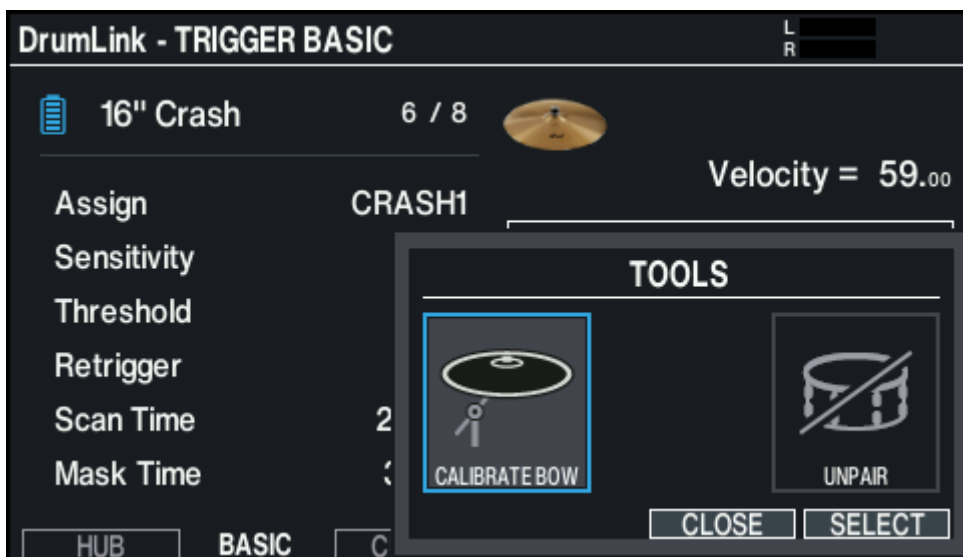 DrumLink - TRIGGER BASIC
L
R
16" Crash 6 / 8
Velocity = 59.00
Assign CRASH1
Sensitivity
Threshold
Retrigger
Scan Time 2
Mask Time
TOOLS
CALIBRATE BOW UNPAIR
CLOSE SELECT
HUB BASIC C